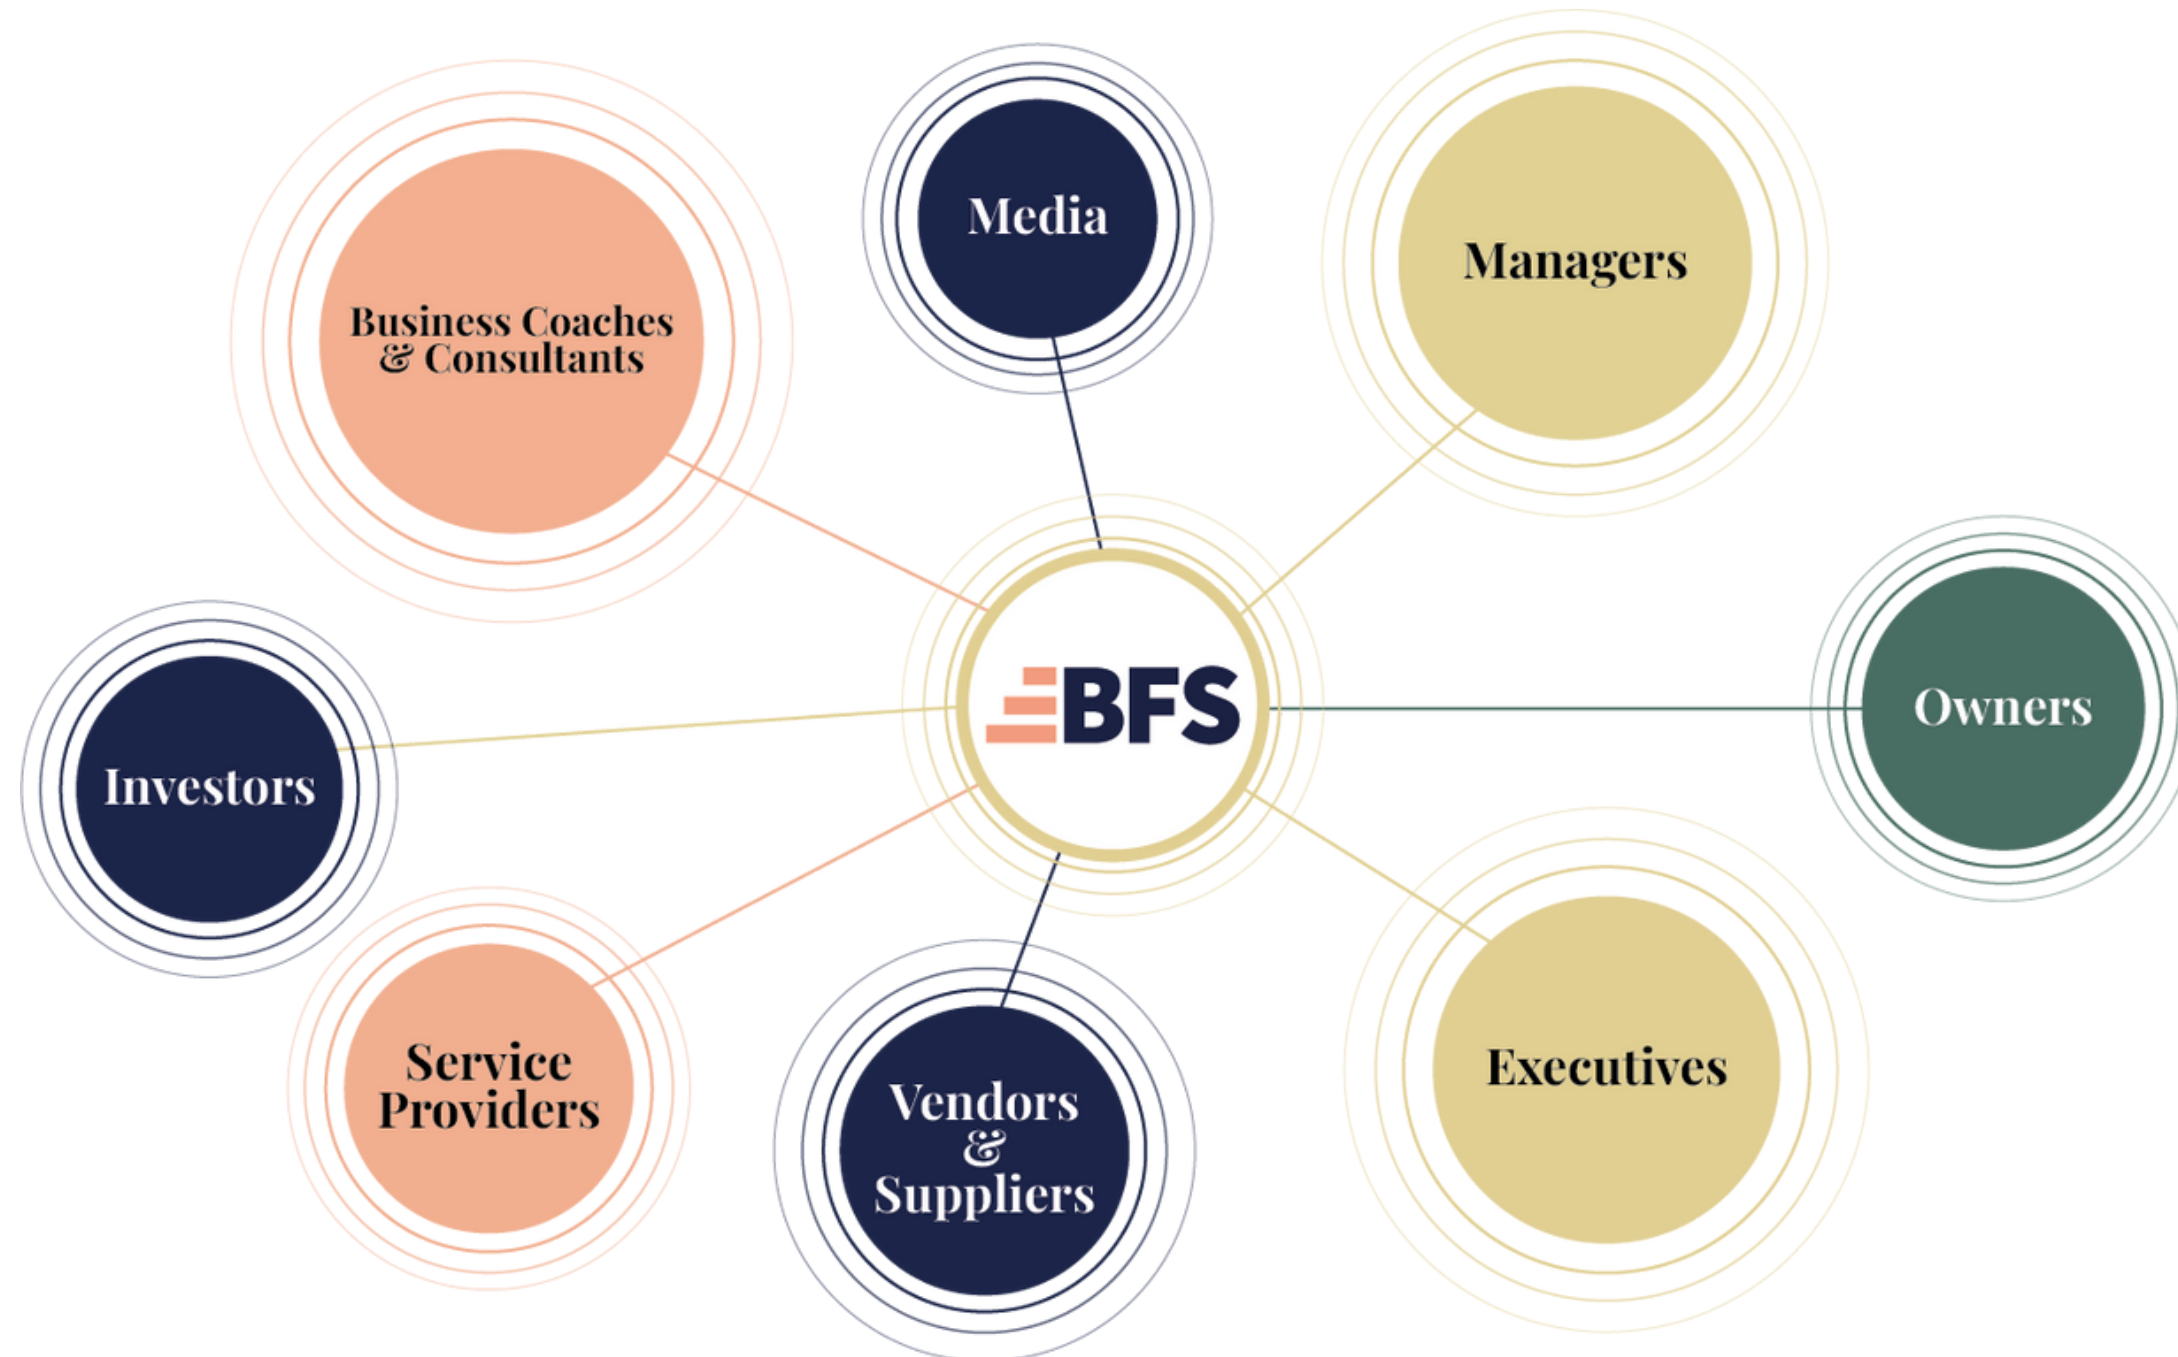 Media
Managers
Business Coaches
& Consultants
BFS
Owners
Investors
Service
Providers
Vendors
&
Suppliers
Executives